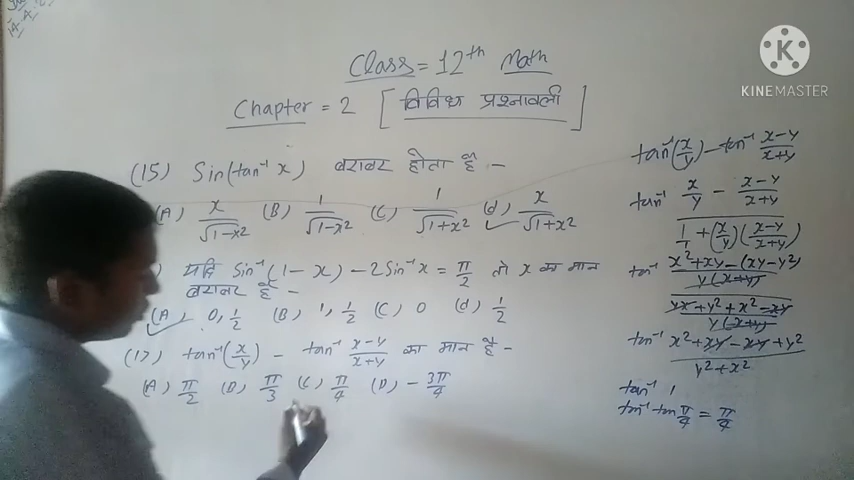 KINEMASTER
Class = 12th Math
Chapter = 2 [ विविध प्रश्नावली ]
(15) Sin(tan⁻¹ x) बराबर होता है -
(A) x/√1-x² (B) 1/√1-x² (C) 1/√1+x² (d) x/√1+x²
) यदि Sin⁻¹(1-x) - 2Sin⁻¹x = π/2 तो x का मान
बराबर है -
(A) 0, 1/2 (B) 1, 1/2 (C) 0 (d) 1/2
(17) tan⁻¹(x/y) - tan⁻¹ x-y/x+y का मान है -
(A) π/2 (B) π/3 (C) π/4 (D) - 3π/4
tan⁻¹(x/y) - tan⁻¹ x-y/x+y
tan⁻¹ x/y - x-y/x+y
1/1 + (x/y)(x-y/x+y)
tan⁻¹ x²+xy-(xy-y²)
y(x+y)
yx+y²+x²-xy
y(x+y)
tan⁻¹ x²+xy-xy+y²
y²+x²
tan⁻¹ 1
tan⁻¹ tan π/4 = π/4